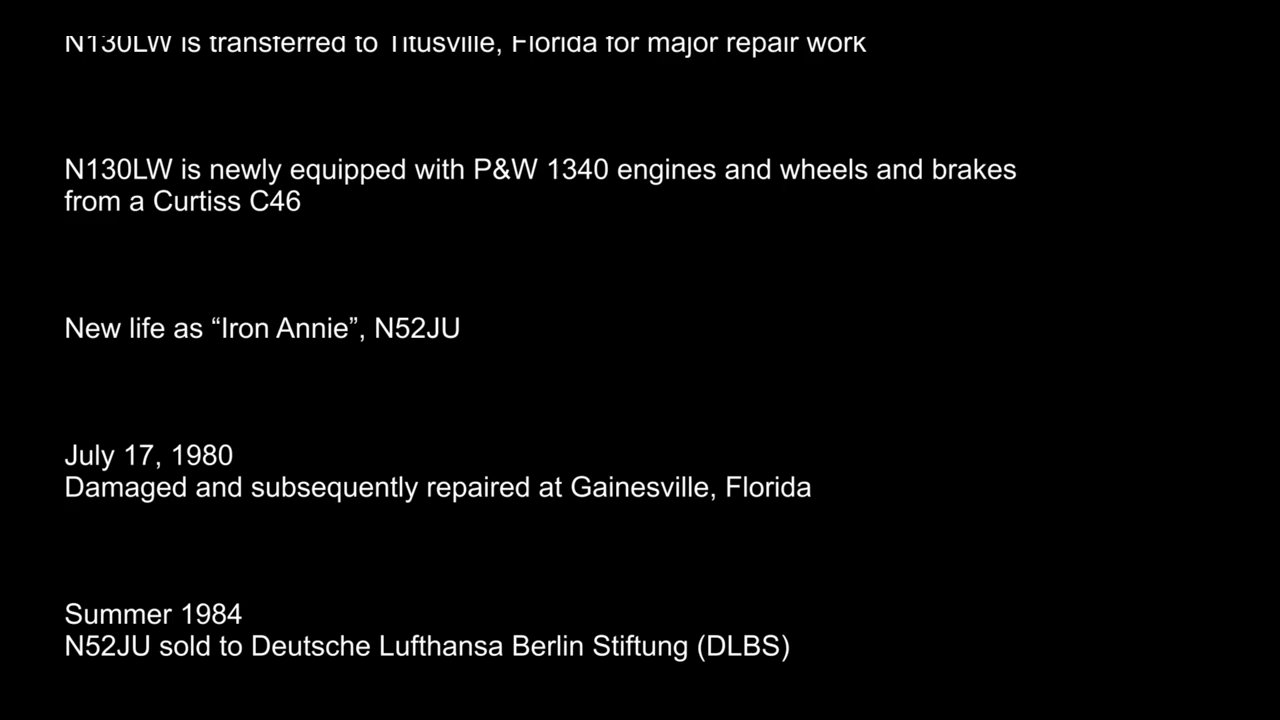 N130LW is transferred to Titusville, Florida for major repair work
N130LW is newly equipped with P&W 1340 engines and wheels and brakes
from a Curtiss C46
New life as “Iron Annie”, N52JU
July 17, 1980
Damaged and subsequently repaired at Gainesville, Florida
Summer 1984
N52JU sold to Deutsche Lufthansa Berlin Stiftung (DLBS)